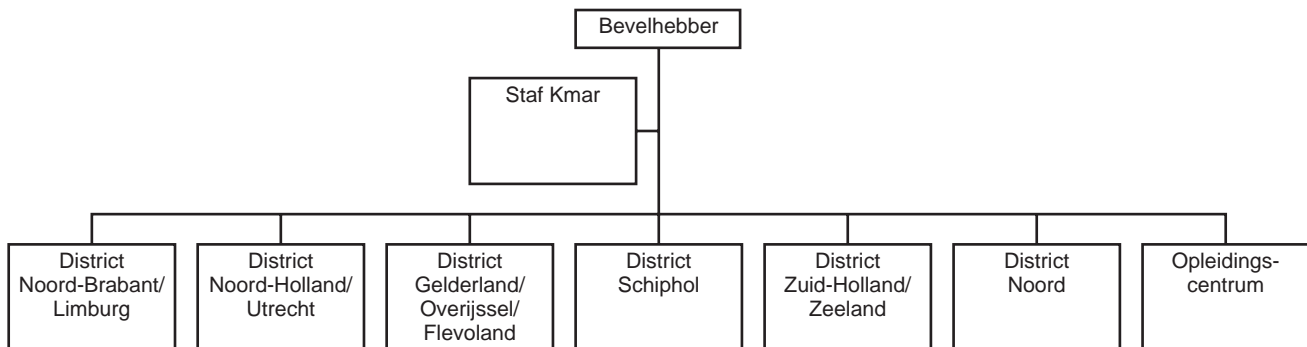 Bevelhebber
Staf Kmar
District
Noord-Brabant/
Limburg
District
Noord-Holland/
Utrecht
District
Gelderland/
Overijssel/
Flevoland
District
Schiphol
District
Zuid-Holland/
Zeeland
District
Noord
Opleidings-
centrum